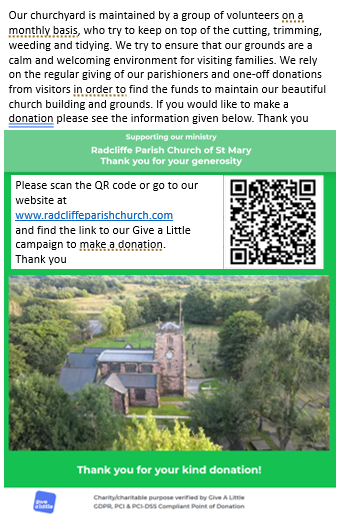 Our churchyard is maintained by a group of volunteers on a
monthly basis, who try to keep on top of the cutting, trimming,
weeding and tidying. We try to ensure that our grounds are a
calm and welcoming environment for visiting families. We rely
on the regular giving of our parishioners and one-off donations
from visitors in order to find the funds to maintain our beautiful
church building and grounds. If you would like to make a
donation please see the information given below. Thank you
Supporting our ministry
Radcliffe Parish Church of St Mary
Thank you for your generosity
Please scan the QR code or go to our
website at
www.radcliffeparishchurch.com
and find the link to our Give a Little
campaign to make a donation.
Thank you
Thank you for your kind donation!
give
a little
Charity/charitable purpose verified by Give A Little
GDPR, PCI & PCI-DSS Compliant Point of Donation